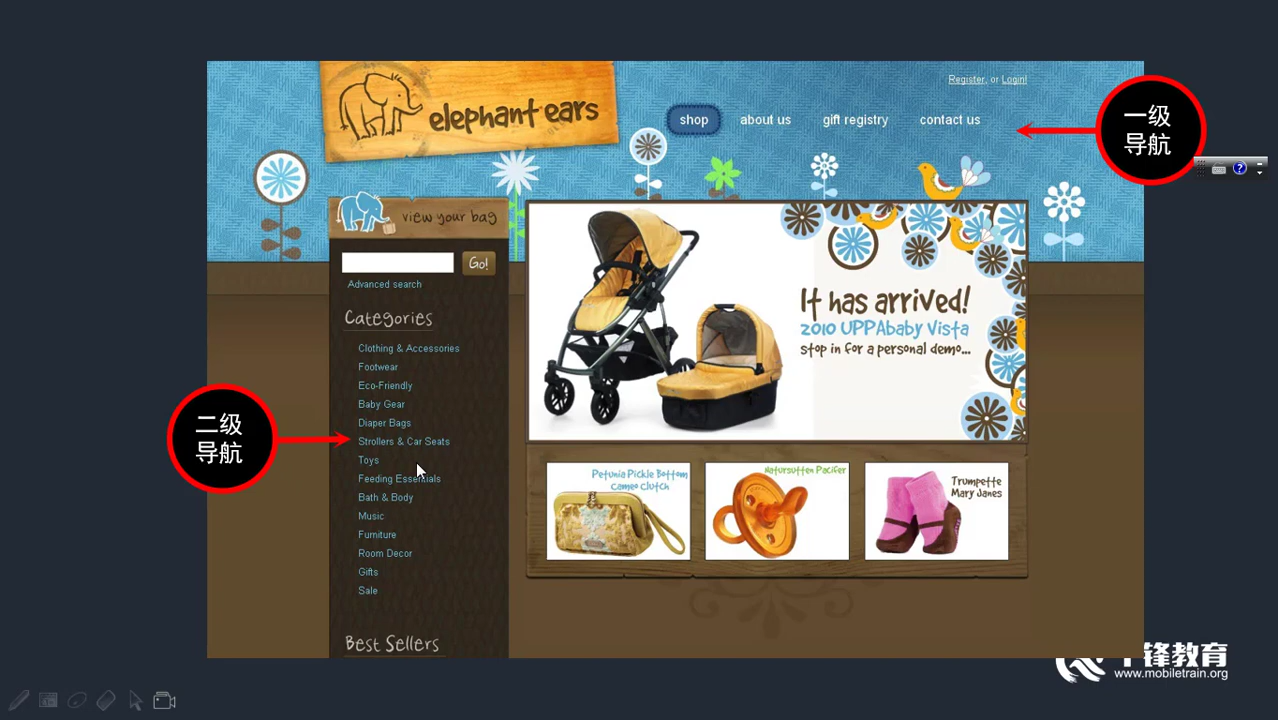 Register, or Login!
elephant ears
shop
about us
gift registry
contact us
一级
导航
view your bag
Go!
Advanced search
Categories
Clothing & Accessories
Footwear
Eco-Friendly
Baby Gear
Diaper Bags
Strollers & Car Seats
Toys
Feeding Essentials
Bath & Body
Music
Furniture
Room Decor
Gifts
Sale
Best Sellers
二级
导航
It has arrived!
2010 UPPAbaby Vista
stop in for a personal demo...
Petunia Pickle Bottom
Cameo Clutch
Natursutten Pacifer
Trumpette
Mary Janes
锋教育
www.mobiletrain.org